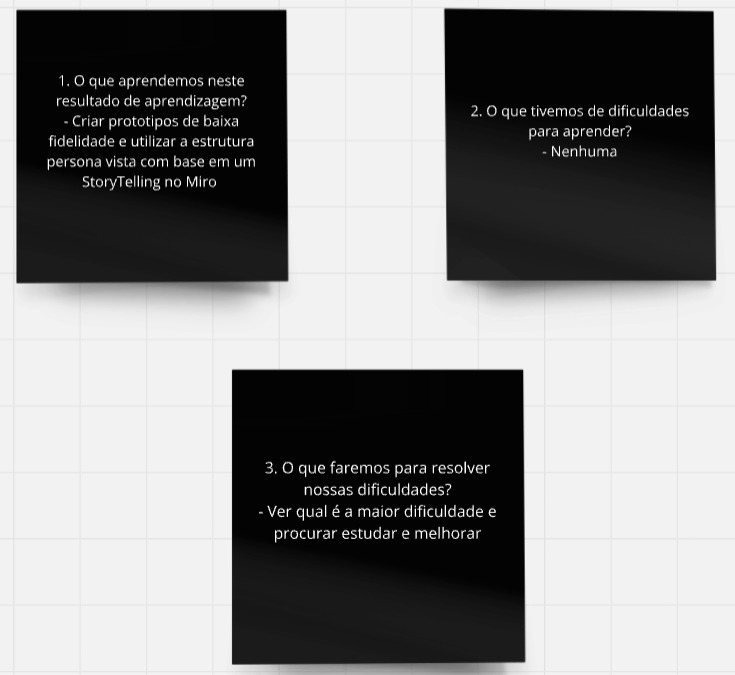 1. O que aprendemos neste
resultado de aprendizagem?
- Criar prototipos de baixa
fidelidade e utilizar a estrutura
persona vista com base em um
StoryTelling no Miro
2. O que tivemos de dificuldades
para aprender?
- Nenhuma
3. O que faremos para resolver
nossas dificuldades?
- Ver qual é a maior dificuldade e
procurar estudar e melhorar